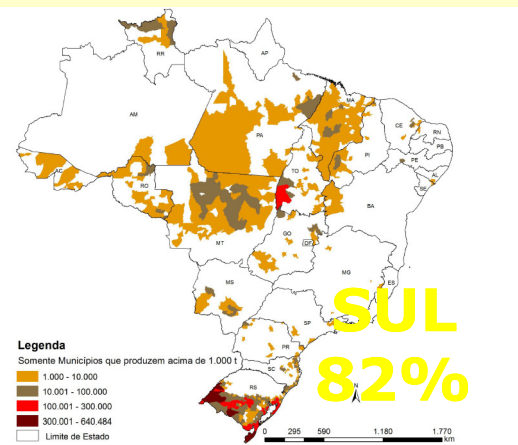 RR
AP
AM
PA
MA
CE
RN
PB
PE
AL
SE
PI
AC
RO
TO
BA
MT
GO
DF
MG
ES
MS
SP
PR
SC
RS
SUL
82%
Legenda
Somente Municípios que produzem acima de 1.000 t
1.000 - 10.000
10.001 - 100.000
100.001 - 300.000
300.001 - 640.484
Limite de Estado
N
0 295 590 1.180 1.770
km